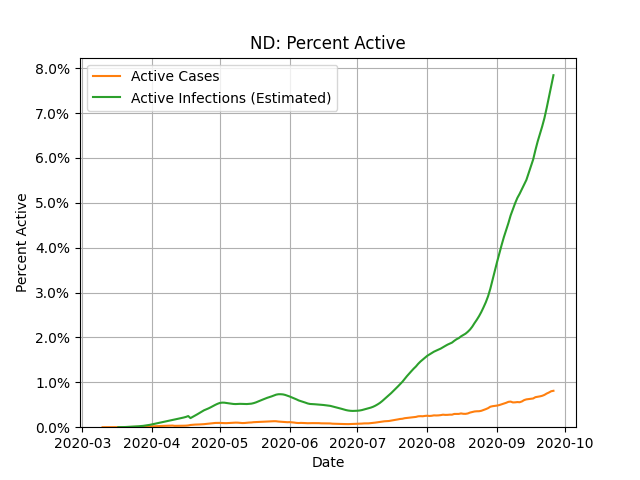 ND: Percent Active
Active Cases
Active Infections (Estimated)
Percent Active
8.0%
7.0%
6.0%
5.0%
4.0%
3.0%
2.0%
1.0%
0.0%
2020-03 2020-04 2020-05 2020-06 2020-07 2020-08 2020-09 2020-10
Date